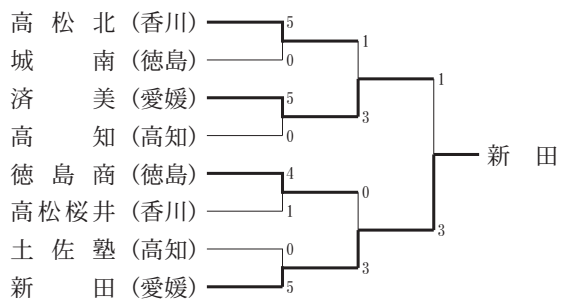 高松北(香川) 5
1
城南(徳島) 0
1
済美(愛媛) 5
3
高知(高知) 0
新田
徳島商(徳島) 4
0
高松桜井(香川) 1
3
土佐塾(高知) 0
3
新田(愛媛) 5